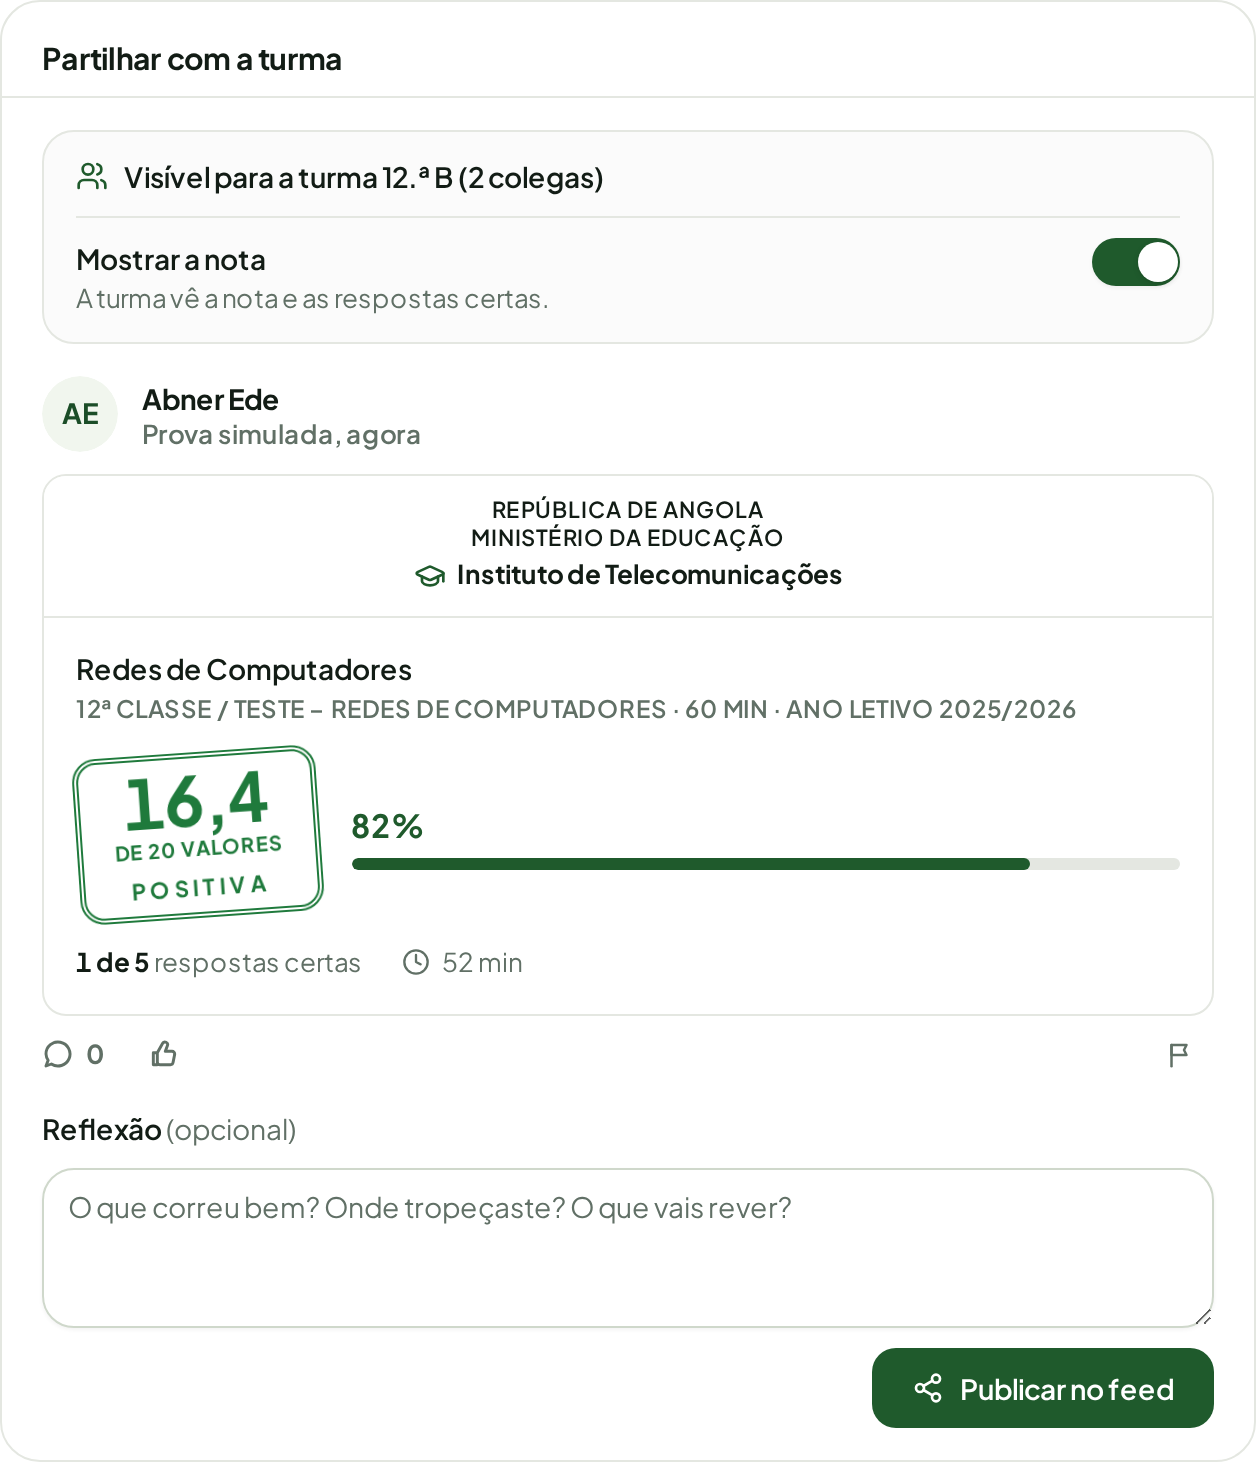 Partilhar com a turma
Visível para a turma 12.ª B (2 colegas)
Mostrar a nota
A turma vê a nota e as respostas certas.
AE
Abner Ede
Prova simulada, agora
REPÚBLICA DE ANGOLA
MINISTÉRIO DA EDUCAÇÃO
Instituto de Telecomunicações
Redes de Computadores
12ª CLASSE / TESTE – REDES DE COMPUTADORES · 60 MIN · ANO LETIVO 2025/2026
16,4
DE 20 VALORES
POSITIVA
82%
1 de 5 respostas certas
52 min
0
Reflexão (opcional)
O que correu bem? Onde tropeçaste? O que vais rever?
Publicar no feed